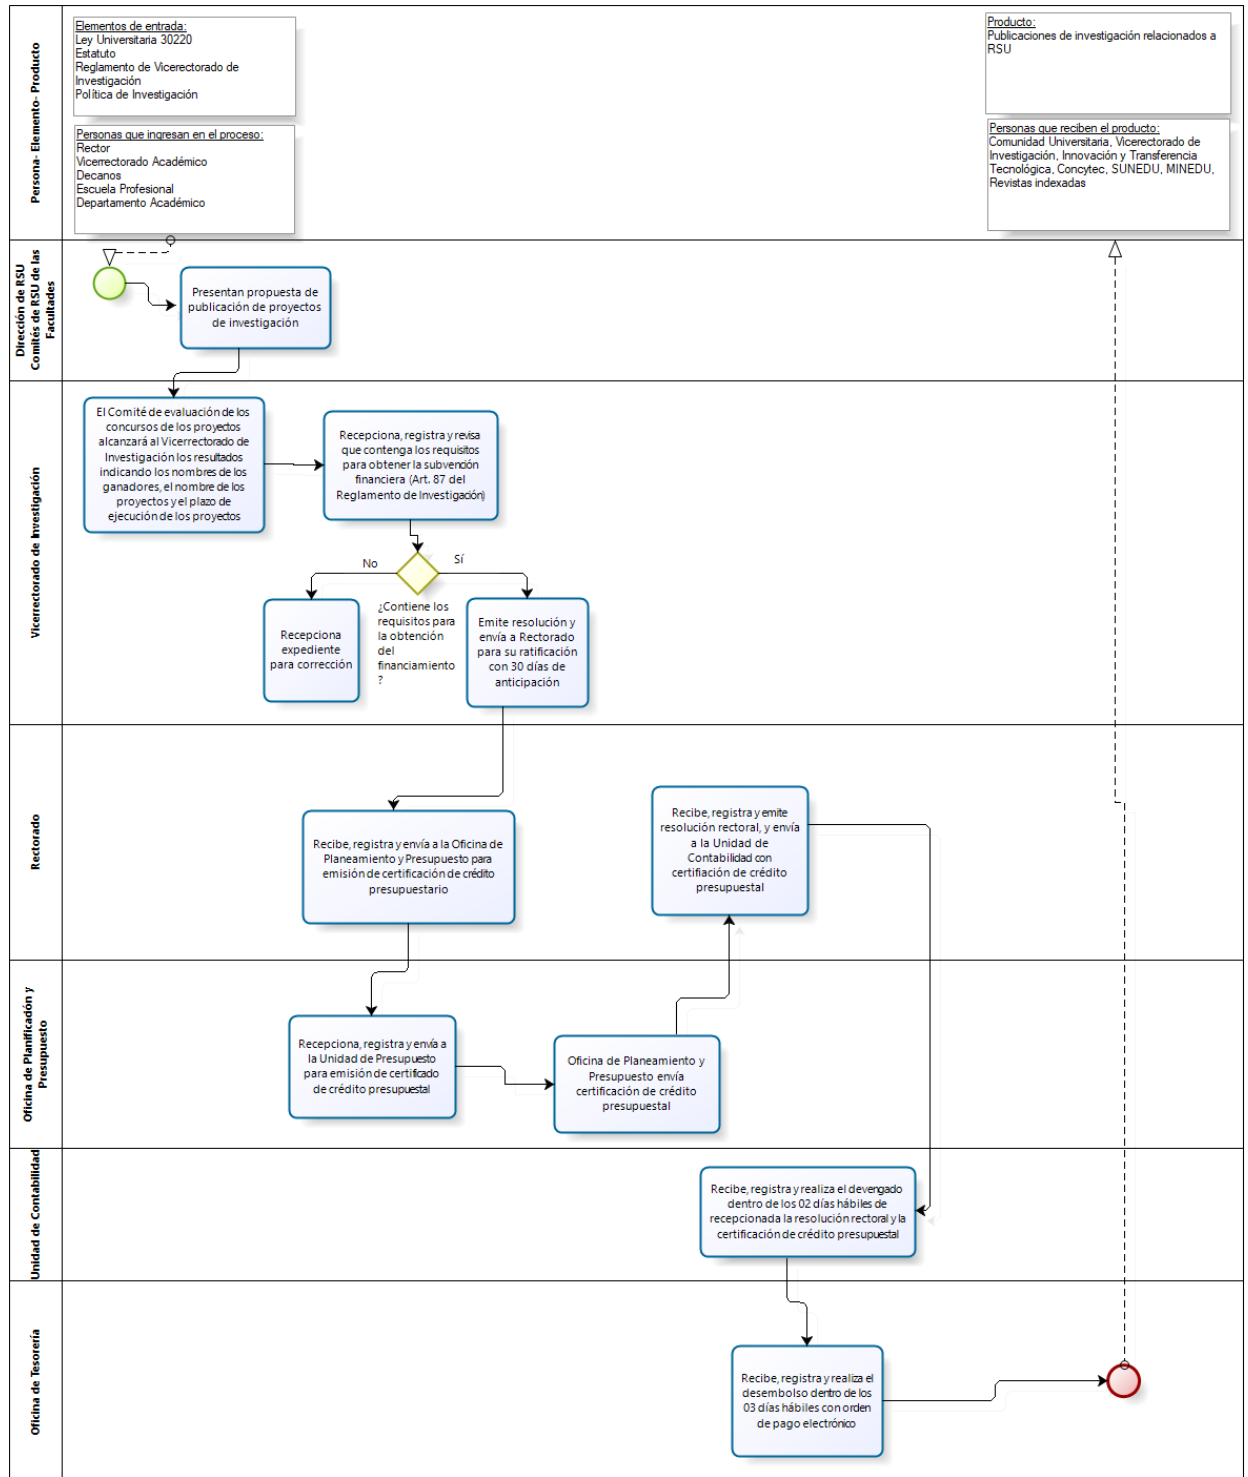 Persona- Elemento- Producto
Elementos de entrada:
Ley Universitaria 30220
Estatuto
Reglamento de Vicerectorado de
Investigación
Política de Investigación
Personas que ingresan en el proceso:
Rector
Vicerrectorado Académico
Decanos
Escuela Profesional
Departamento Académico
Producto:
Publicaciones de investigación relacionados a
RSU
Personas que reciben el producto:
Comunidad Universitaria, Vicerectorado de
Investigación, Innovación y Transferencia
Tecnológica, Concytec, SUNEDU, MINEDU,
Revistas indexadas
Dirección de RSU
Comités de RSU de las
Facultades
Presentan propuesta de
publicación de proyectos
de investigación
Vicerrectorado de Investigación
El Comité de evaluación de los
concursos de los proyectos
alcanzará al Vicerrectorado de
Investigación los resultados
indicando los nombres de los
ganadores, el nombre de los
proyectos y el plazo de
ejecución de los proyectos
Recepciona, registra y revisa
que contenga los requisitos
para obtener la subvención
financiera (Art. 87 del
Reglamento de Investigación)
No
Sí
¿Contiene los
requisitos para
la obtención
del
financiamiento
?
Recepciona
expediente
para corrección
Emite resolución y
envía a Rectorado
para su ratificación
con 30 días de
anticipación
Rectorado
Recibe, registra y envía a la Oficina de
Planeamiento y Presupuesto para
emisión de certificación de crédito
presupuestario
Recibe, registra y emite
resolución rectoral, y envía
a la Unidad de
Contabilidad con
certifiación de crédito
presupuestal
Oficina de Planificación y
Presupuesto
Recepciona, registra y envía a
la Unidad de Presupuesto
para emisión de certificado
de crédito presupuestal
Oficina de Planeamiento y
Presupuesto envía
certificación de crédito
presupuestal
Unidad de Contabilidad
Recibe, registra y realiza el devengado
dentro de los 02 días hábiles de
recepcionada la resolución rectoral y la
certificación de crédito presupuestal
Oficina de Tesorería
Recibe, registra y realiza el
desembolso dentro de los
03 días hábiles con orden
de pago electrónico